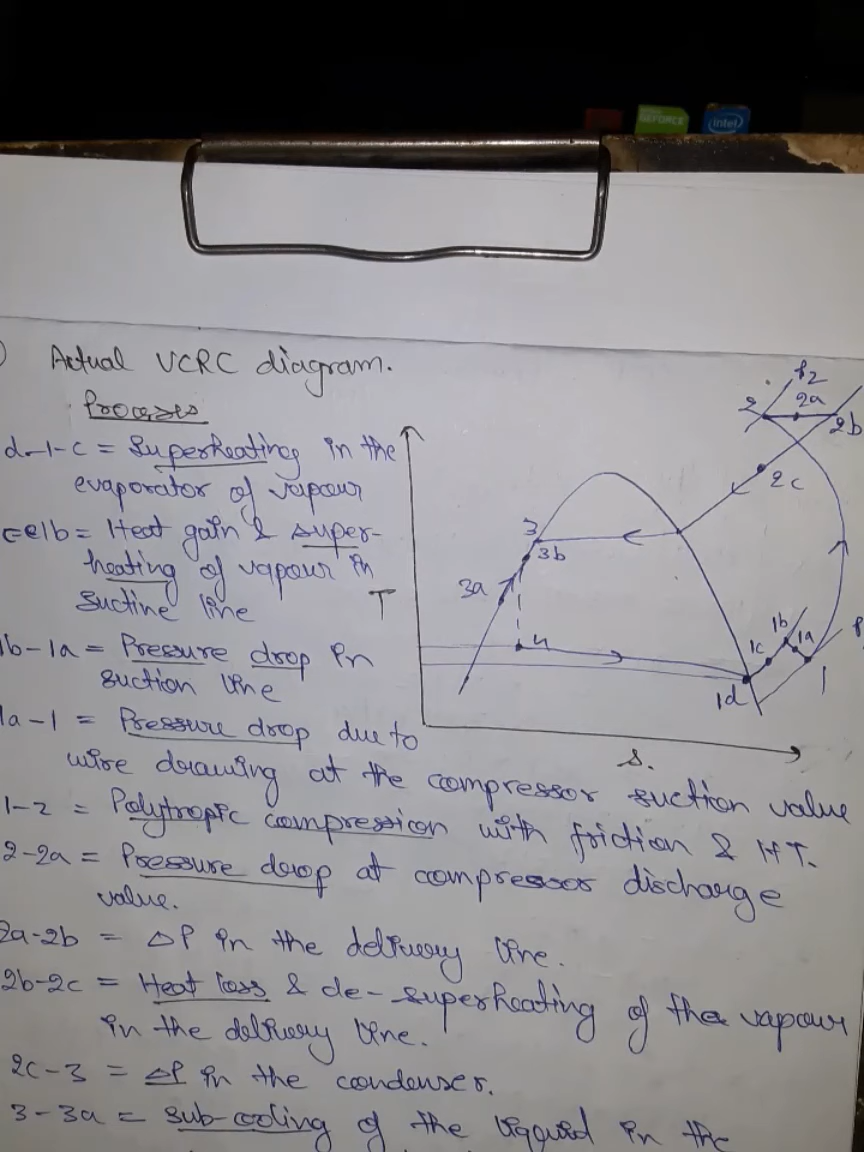 GEFORCE
intel
Actual VCRC diagram.
Processes
d-1-c = Superheating in the
evaporator of vapour
1b = Heat gain & super-
heating of vapour in
Suctine line
1b-1a = Pressure drop in
suction line
1a-1 = Pressure drop due to
wire drawing at the compressor suction value
1-2 = Polytropic compression with friction & HT.
2-2a = Pressure drop at compressor discharge
value.
2a-2b = ΔP in the delivery line.
2b-2c = Heat loss & de-superheating of the vapour
in the delivery line.
2c-3 = ΔP in the condenser.
3-3a = Sub-cooling of the liquid in the
P2
2
2a
2b
2c
3
3b
3a
T
4
1b
1c
1a
P
1d
1
s.